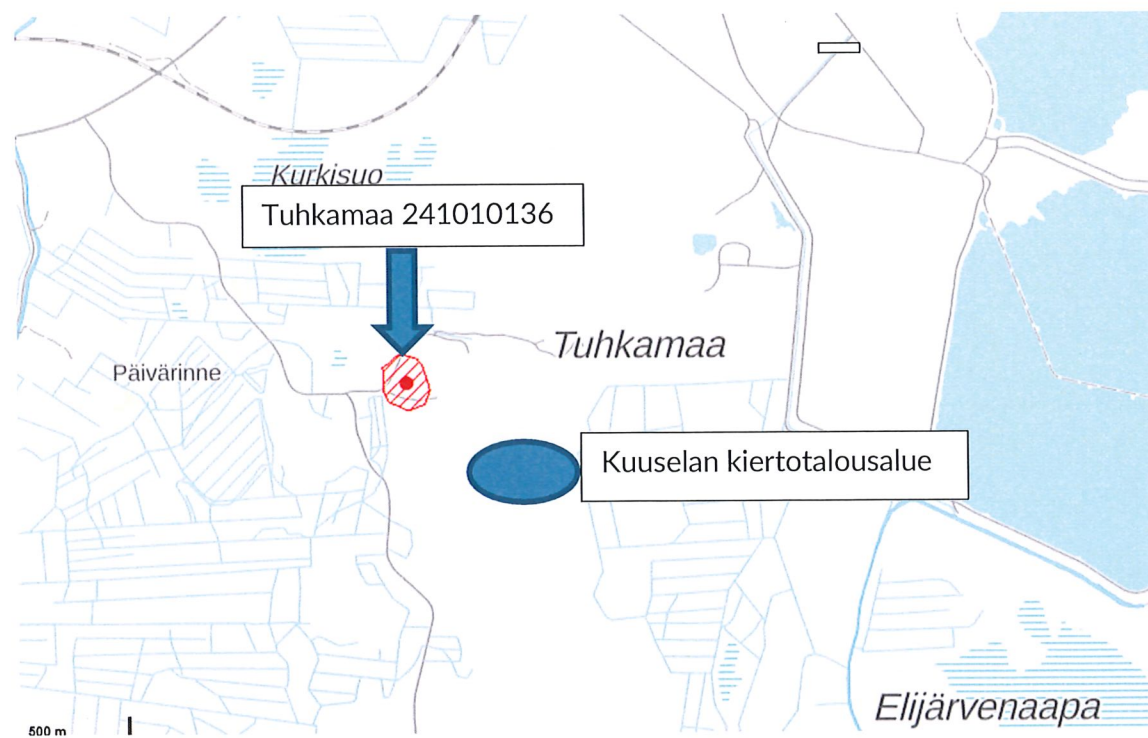 Kurkisuo
Tuhkamaa 241010136
Tuhkamaa
Päivärinne
Kuuselan kiertotalousalue
Elijärvenaapa
500 m